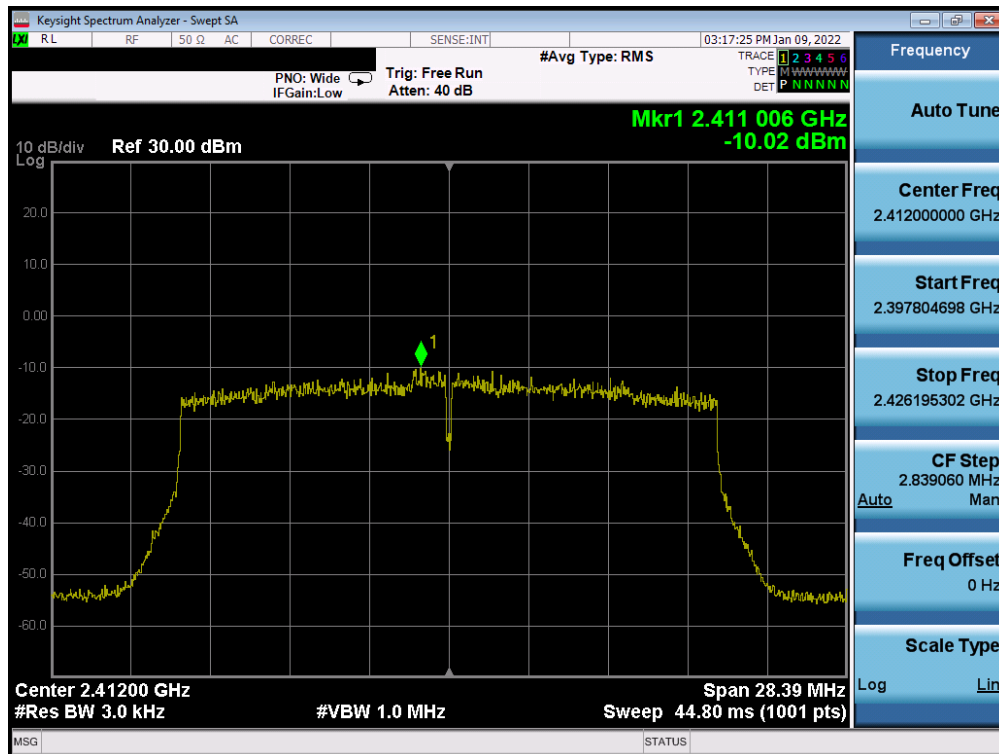 Keysight Spectrum Analyzer - Swept SA
LXI RL RF 50 Ω AC CORREC SENSE:INT 03:17:25 PM Jan 09, 2022
#Avg Type: RMS
TRACE 1 2 3 4 5 6
PNO: Wide Trig: Free Run TYPE M WWWWW
IFGain:Low Atten: 40 dB DET P N N N N N
Mkr1 2.411 006 GHz
-10.02 dBm
10 dB/div Ref 30.00 dBm
Log
20.0
10.0
0.00
1
-10.0
-20.0
-30.0
-40.0
-50.0
-60.0
Center 2.41200 GHz Span 28.39 MHz
#Res BW 3.0 kHz #VBW 1.0 MHz Sweep 44.80 ms (1001 pts)
MSG STATUS
Frequency
Auto Tune
Center Freq
2.412000000 GHz
Start Freq
2.397804698 GHz
Stop Freq
2.426195302 GHz
CF Step
2.839060 MHz
Auto Man
Freq Offset
0 Hz
Scale Type
Log Lin